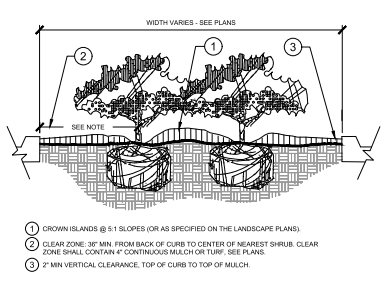 WIDTH VARIES - SEE PLANS
2
1
3
SEE NOTE
1 CROWN ISLANDS @ 5:1 SLOPES (OR AS SPECIFIED ON THE LANDSCAPE PLANS).
2 CLEAR ZONE: 36" MIN. FROM BACK OF CURB TO CENTER OF NEAREST SHRUB. CLEAR
ZONE SHALL CONTAIN 4" CONTINUOUS MULCH OR TURF, SEE PLANS.
3 2" MIN VERTICAL CLEARANCE, TOP OF CURB TO TOP OF MULCH.